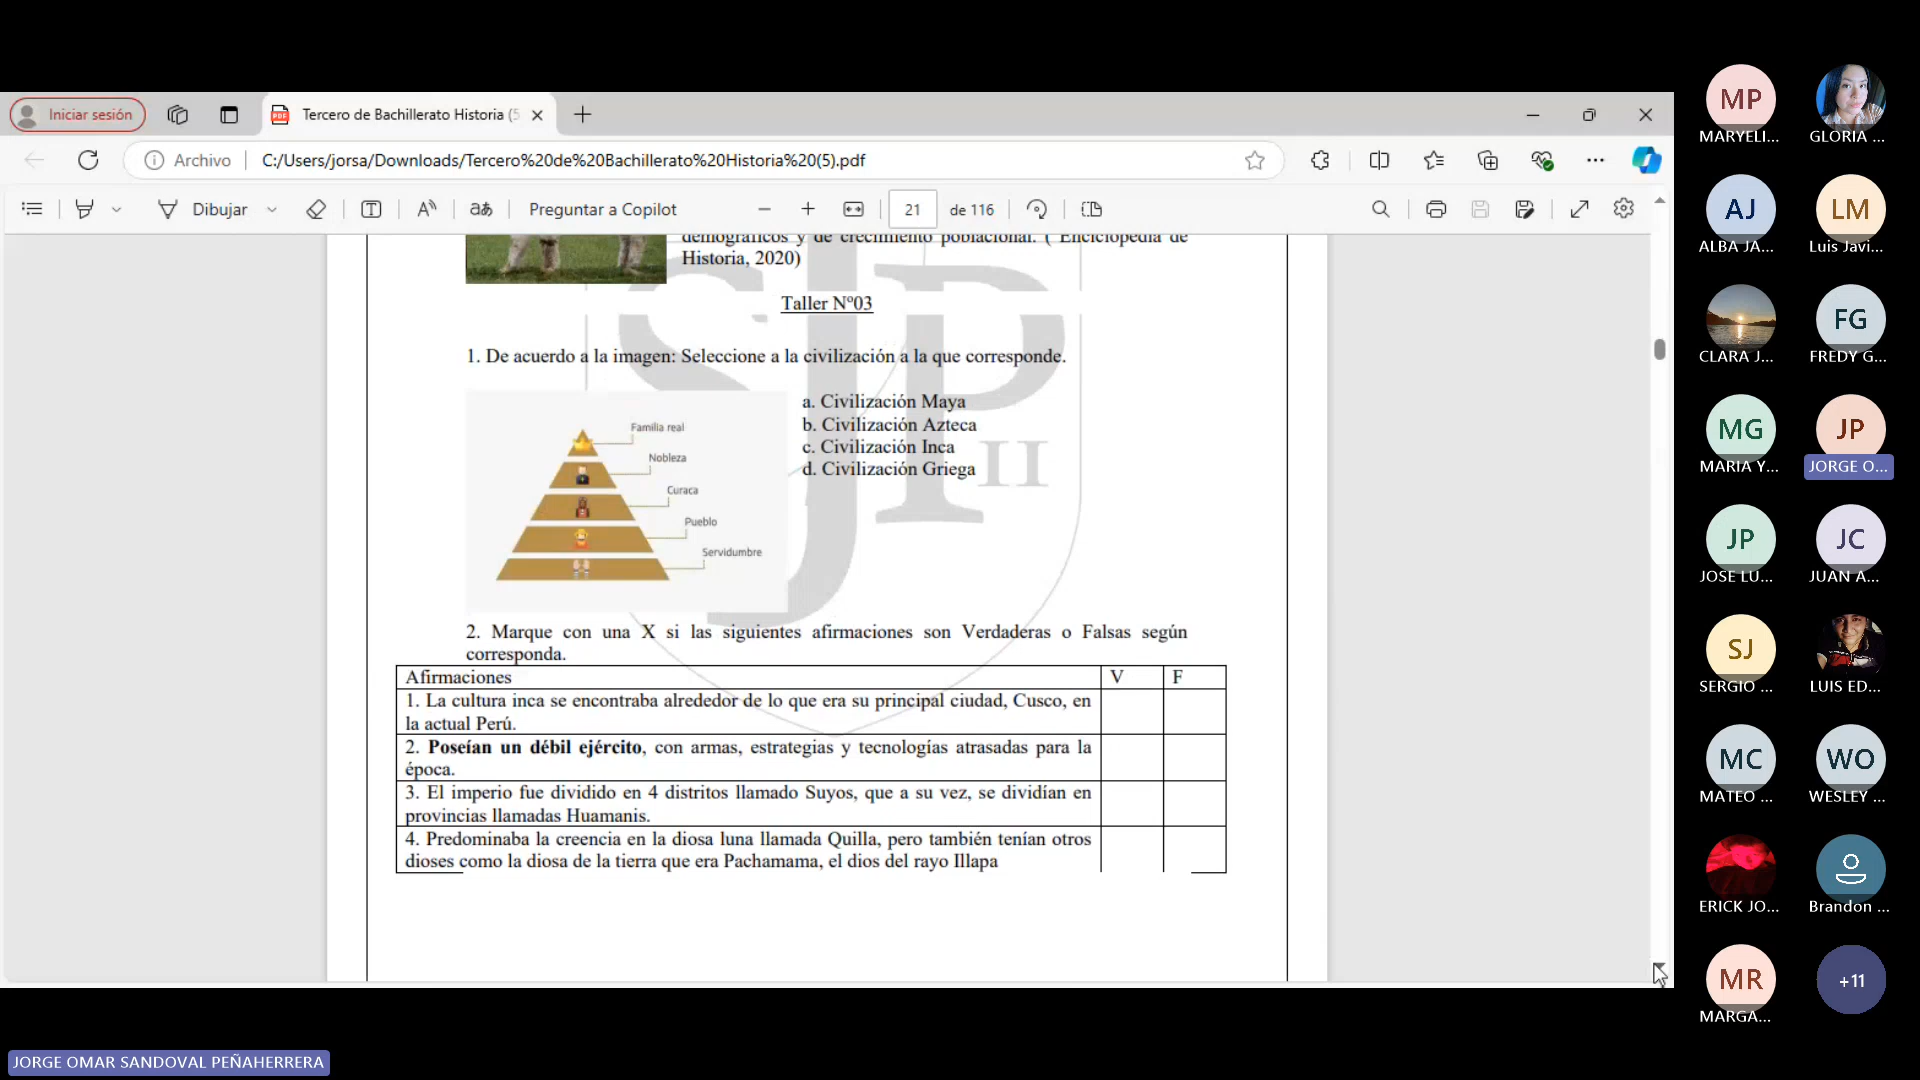 Iniciar sesión
Tercero de Bachillerato Historia (5
Archivo
C:/Users/jorsa/Downloads/Tercero%20de%20Bachillerato%20Historia%20(5).pdf
Dibujar
Preguntar a Copilot
21
de 116
demográficos y de crecimiento poblacional. ( Enciclopedia de
Historia, 2020)
Taller N°03
1. De acuerdo a la imagen: Seleccione a la civilización a la que corresponde.
a. Civilización Maya
b. Civilización Azteca
c. Civilización Inca
d. Civilización Griega
Familia real
Nobleza
Curaca
Pueblo
Servidumbre
SJP
II
2. Marque con una X si las siguientes afirmaciones son Verdaderas o Falsas según
corresponda.
Afirmaciones V F
1. La cultura inca se encontraba alrededor de lo que era su principal ciudad, Cusco, en
la actual Perú.
2. Poseían un débil ejército, con armas, estrategias y tecnologías atrasadas para la
época.
3. El imperio fue dividido en 4 distritos llamado Suyos, que a su vez, se dividían en
provincias llamadas Huamanis.
4. Predominaba la creencia en la diosa luna llamada Quilla, pero también tenían otros
dioses como la diosa de la tierra que era Pachamama, el dios del rayo Illapa
MP
MARYELI...
GLORIA ...
AJ
ALBA JA...
LM
Luis Javi...
CLARA J...
FG
FREDY G...
MG
MARIA Y...
JP
JORGE O...
JP
JOSE LU...
JC
JUAN A...
SJ
SERGIO ...
LUIS ED...
MC
MATEO ...
WO
WESLEY ...
ERICK JO...
Brandon ...
MR
MARGA...
+11
JORGE OMAR SANDOVAL PEÑAHERRERA